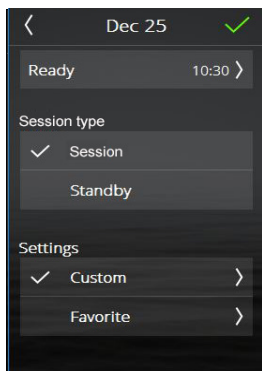 Dec 25
Ready 10:30
Session type
Session
Standby
Settings
Custom
Favorite